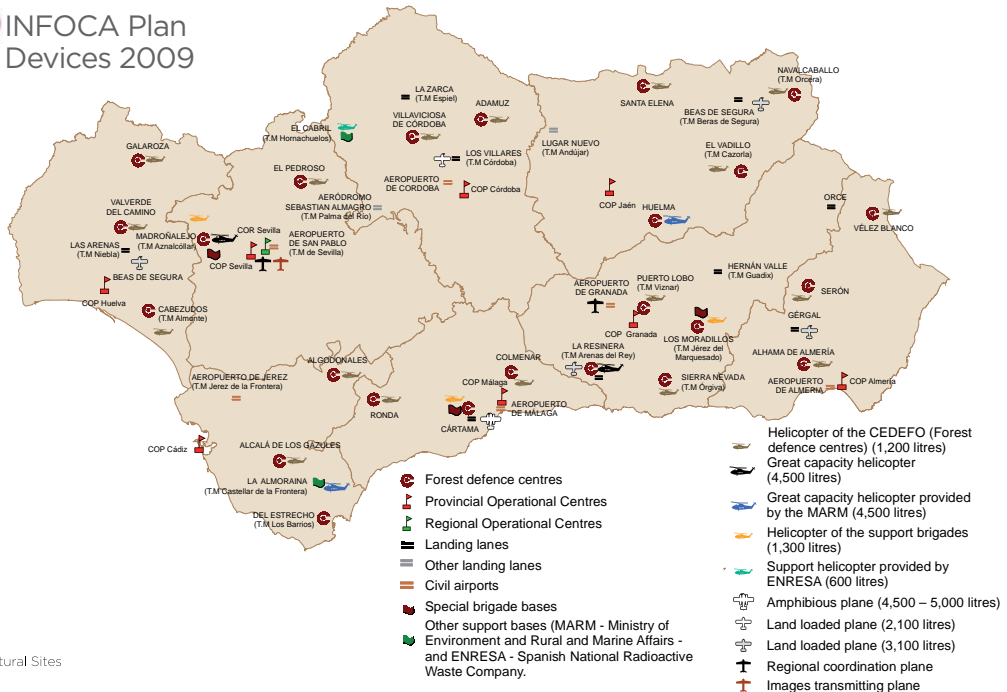 INFOCA Plan
Devices 2009
NAVALCABALLO
(T.M Orcera)
LA ZARCA
(T.M Espiel)
ADAMUZ
SANTA ELENA
BEAS DE SEGURA
(T.M Beras de Segura)
VILLAVICIOSA
DE CÓRDOBA
EL CABRIL
(T.M Hornachuelos)
LUGAR NUEVO
(T.M Andújar)
GALAROZA
EL VADILLO
(T.M Cazorla)
LOS VILLARES
(T.M Córdoba)
EL PEDROSO
AEROPUERTO
DE CORDOBA
COP Córdoba
AERÓDROMO
SEBASTIAN ALMAGRO
(T.M Palma del Río)
COP Jaén
ORCE
VALVERDE
DEL CAMINO
HUELMA
VÉLEZ BLANCO
MADROÑALEJO
(T.M Aznalcóllar)
COR Sevilla
AEROPUERTO
DE SAN PABLO
(T.M de Sevilla)
LAS ARENAS
(T.M Niebla)
COP Sevilla
BEAS DE SEGURA
HERNÁN VALLE
(T.M Guadix)
PUERTO LOBO
(T.M Viznar)
AEROPUERTO
DE GRANADA
SERÓN
COP Huelva
CABEZUDOS
(T.M Almonte)
GÉRGAL
COP Granada
LOS MORADILLOS
(T.M Jérez del
Marquesado)
LA RESINERA
(T.M Arenas del Rey)
ALHAMA DE ALMERÍA
COLMENAR
ALGODONALES
AEROPUERTO DE JEREZ
(T.M Jerez de la Frontera)
COP Málaga
SIERRA NEVADA
(T.M Órgiva)
AEROPUERTO
DE ALMERIA
COP Almería
RONDA
AEROPUERTO
DE MÁLAGA
CÁRTAMA
COP Cádiz
ALCALÁ DE LOS GAZULES
LA ALMORAINA
(T.M Castellar de la Frontera)
DEL ESTRECHO
(T.M Los Barrios)
Forest defence centres
Provincial Operational Centres
Regional Operational Centres
Landing lanes
Other landing lanes
Civil airports
Special brigade bases
Other support bases (MARM - Ministry of
Environment and Rural and Marine Affairs -
and ENRESA - Spanish National Radioactive
Waste Company.
Helicopter of the CEDEFO (Forest
defence centres) (1,200 litres)
Great capacity helicopter
(4,500 litres)
Great capacity helicopter provided
by the MARM (4,500 litres)
Helicopter of the support brigades
(1,300 litres)
Support helicopter provided by
ENRESA (600 litres)
Amphibious plane (4,500 – 5,000 litres)
Land loaded plane (2,100 litres)
Land loaded plane (3,100 litres)
Regional coordination plane
Images transmitting plane
tural Sites